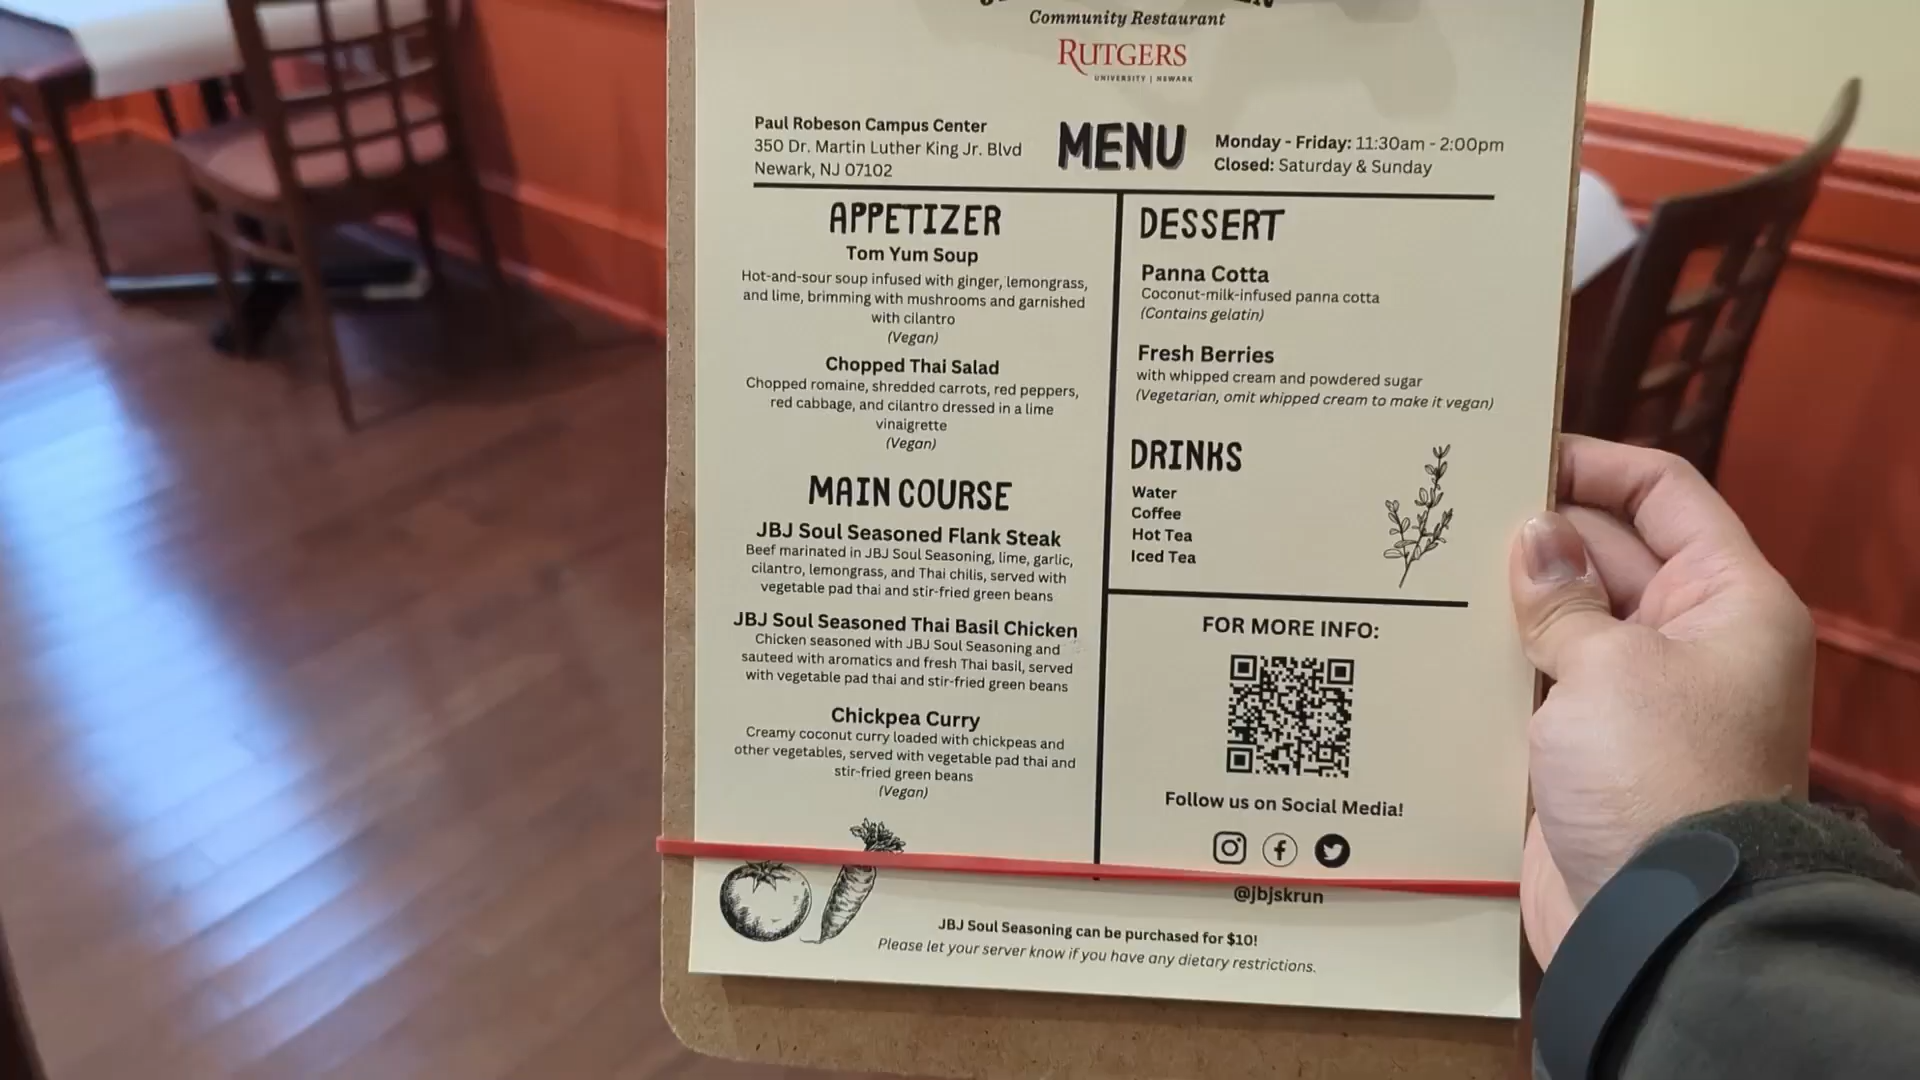 Community Restaurant
RUTGERS
UNIVERSITY | NEWARK
Paul Robeson Campus Center
350 Dr. Martin Luther King Jr. Blvd
Newark, NJ 07102
MENU
Monday - Friday: 11:30am - 2:00pm
Closed: Saturday & Sunday
APPETIZER
Tom Yum Soup
Hot-and-sour soup infused with ginger, lemongrass,
and lime, brimming with mushrooms and garnished
with cilantro
(Vegan)
Chopped Thai Salad
Chopped romaine, shredded carrots, red peppers,
red cabbage, and cilantro dressed in a lime
vinaigrette
(Vegan)
MAIN COURSE
JBJ Soul Seasoned Flank Steak
Beef marinated in JBJ Soul Seasoning, lime, garlic,
cilantro, lemongrass, and Thai chilis, served with
vegetable pad thai and stir-fried green beans
JBJ Soul Seasoned Thai Basil Chicken
Chicken seasoned with JBJ Soul Seasoning and
sauteed with aromatics and fresh Thai basil, served
with vegetable pad thai and stir-fried green beans
Chickpea Curry
Creamy coconut curry loaded with chickpeas and
other vegetables, served with vegetable pad thai and
stir-fried green beans
(Vegan)
DESSERT
Panna Cotta
Coconut-milk-infused panna cotta
(Contains gelatin)
Fresh Berries
with whipped cream and powdered sugar
(Vegetarian, omit whipped cream to make it vegan)
DRINKS
Water
Coffee
Hot Tea
Iced Tea
FOR MORE INFO:
Follow us on Social Media!
@jbjskrun
JBJ Soul Seasoning can be purchased for $10!
Please let your server know if you have any dietary restrictions.